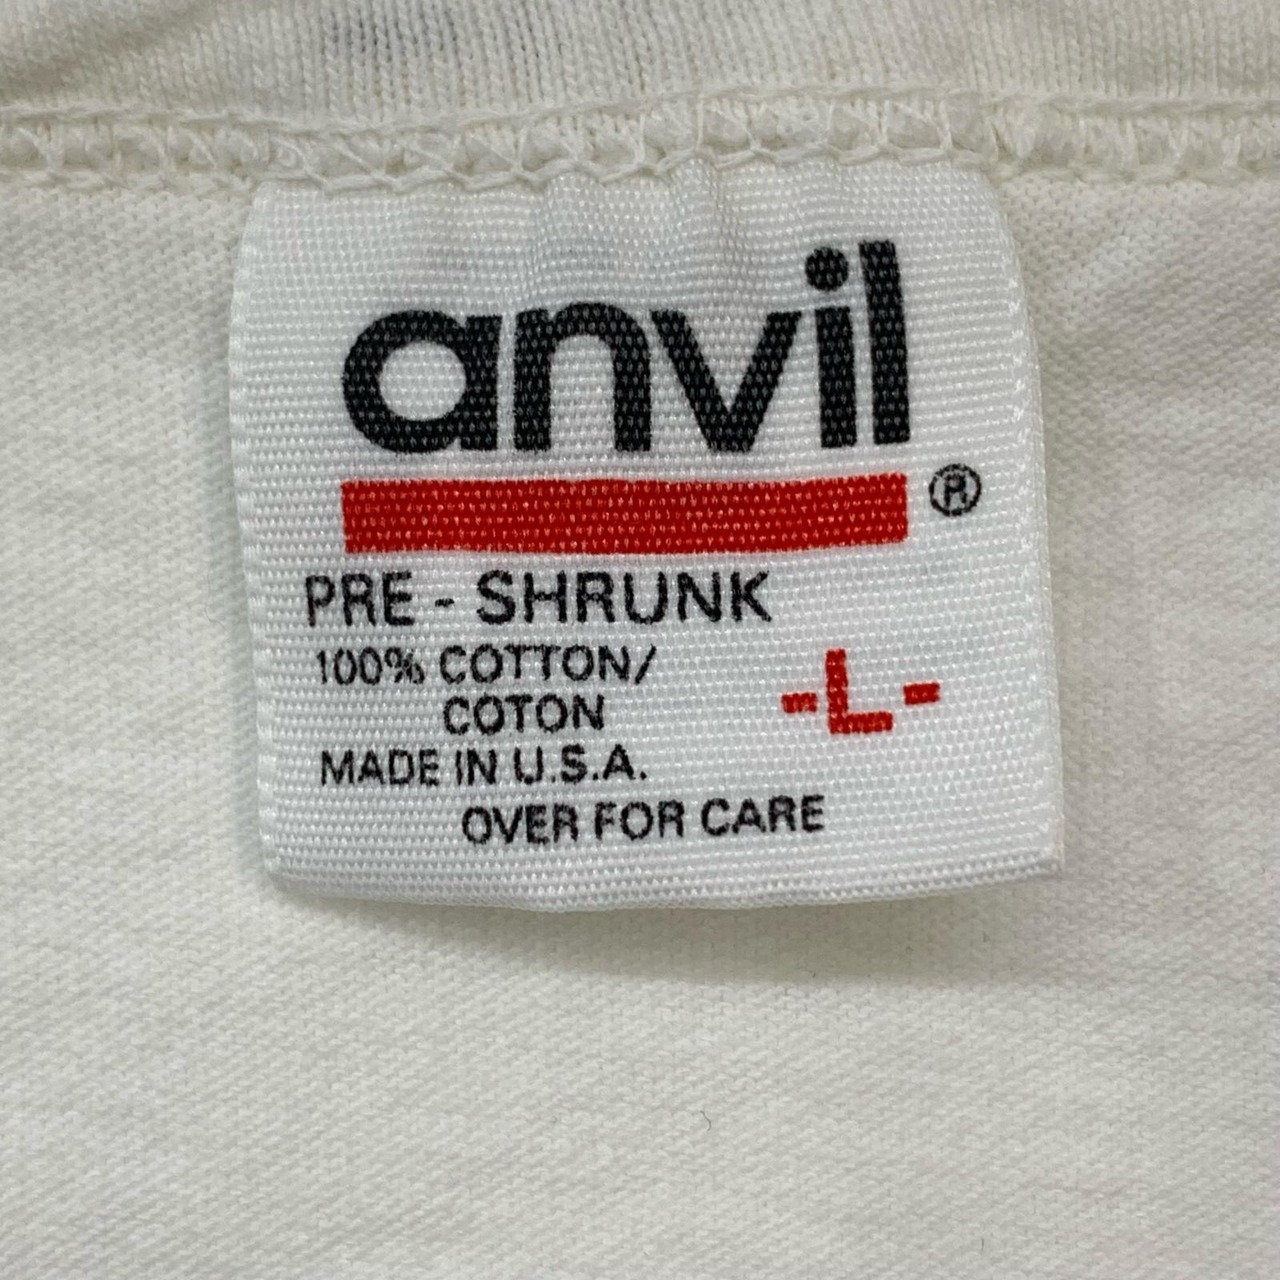 anvil
®
PRE - SHRUNK
100% COTTON/
COTON
-L-
MADE IN U.S.A.
OVER FOR CARE